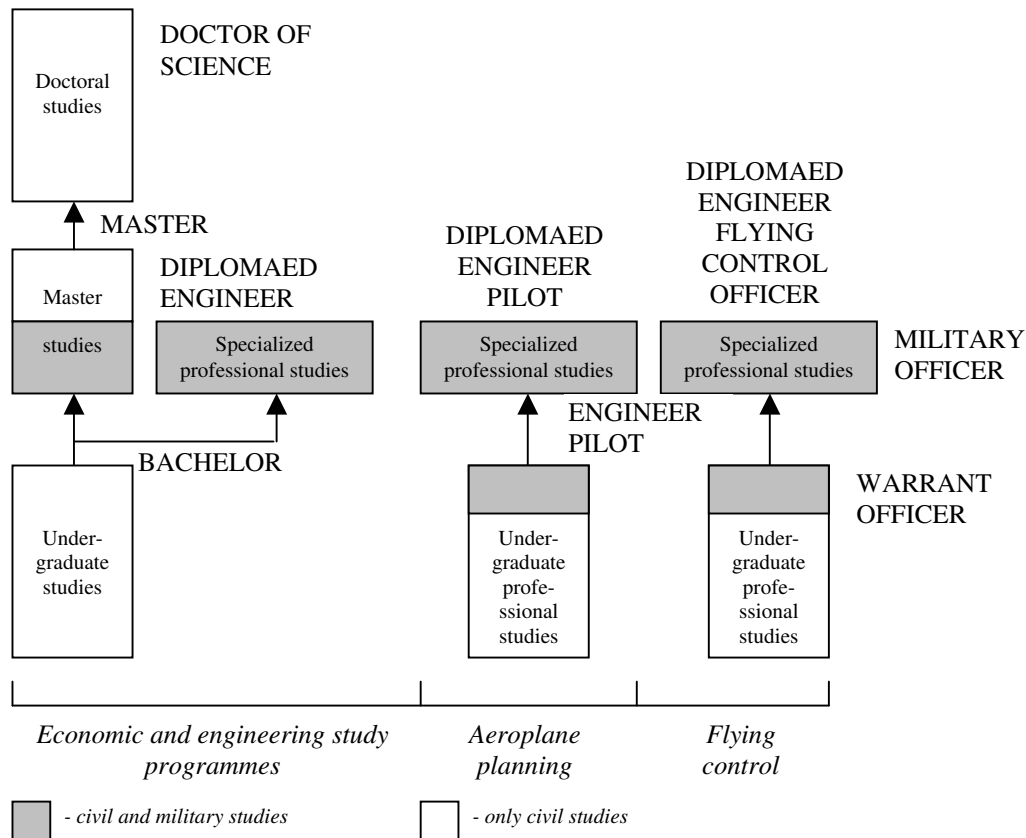 DOCTOR OF
SCIENCE
Doctoral
studies
MASTER
Master
studies
DIPLOMAED
ENGINEER
Specialized
professional studies
DIPLOMAED
ENGINEER
PILOT
Specialized
professional studies
DIPLOMAED
ENGINEER
FLYING
CONTROL
OFFICER
Specialized
professional studies
MILITARY
OFFICER
BACHELOR
ENGINEER
PILOT
WARRANT
OFFICER
Under-
graduate
studies
Under-
graduate
profe-
ssional
studies
Under-
graduate
profe-
ssional
studies
Economic and engineering study
programmes
Aeroplane
planning
Flying
control
- civil and military studies
- only civil studies